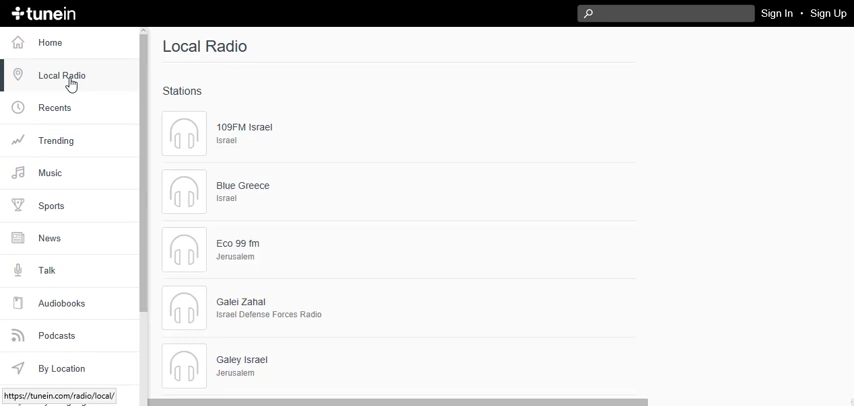 tunein
Sign In • Sign Up
Home
Local Radio
Recents
Trending
Music
Sports
News
Talk
Audiobooks
Podcasts
By Location
https://tunein.com/radio/local/
Local Radio
Stations
109FM Israel
Israel
Blue Greece
Israel
Eco 99 fm
Jerusalem
Galei Zahal
Israel Defense Forces Radio
Galey Israel
Jerusalem